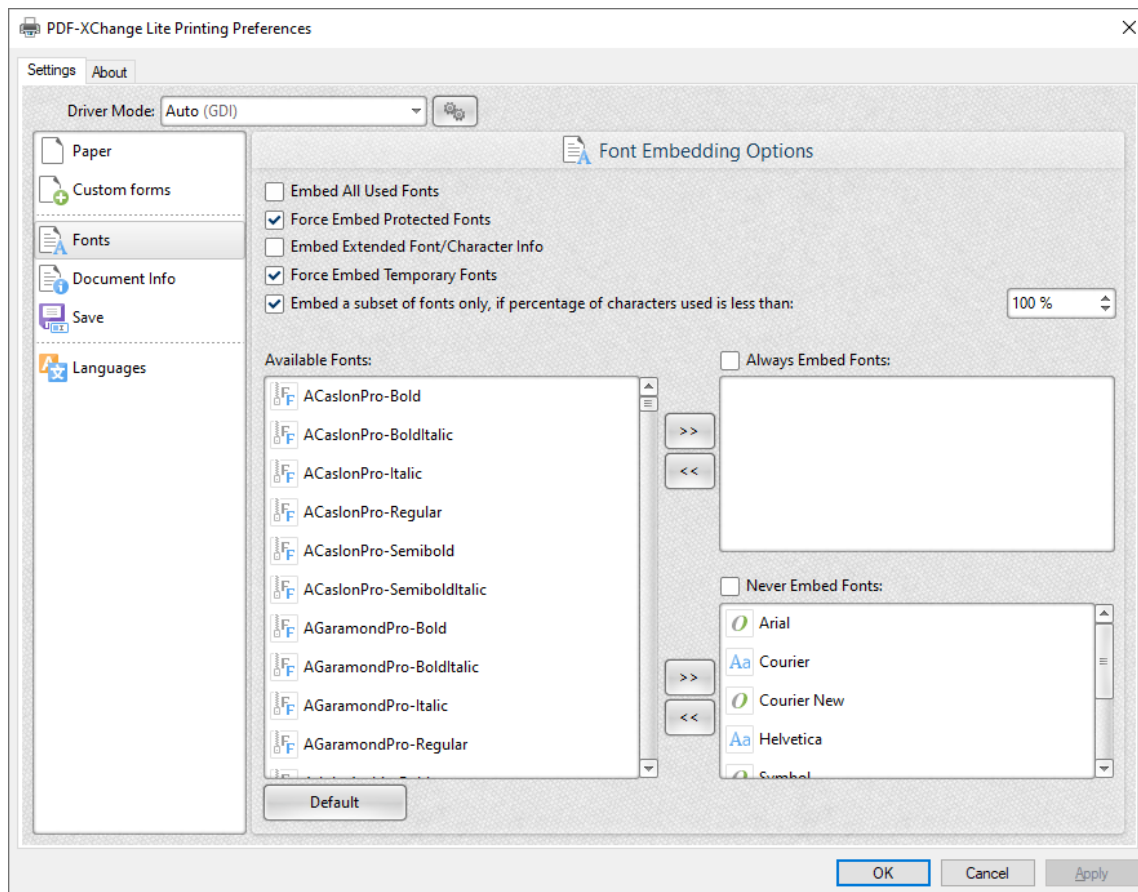 PDF-XChange Lite Printing Preferences
Settings
About
Driver Mode: Auto (GDI)
Paper
Custom forms
Fonts
Document Info
Save
Languages
Font Embedding Options
Embed All Used Fonts
Force Embed Protected Fonts
Embed Extended Font/Character Info
Force Embed Temporary Fonts
Embed a subset of fonts only, if percentage of characters used is less than: 100 %
Available Fonts:
ACaslonPro-Bold
ACaslonPro-BoldItalic
ACaslonPro-Italic
ACaslonPro-Regular
ACaslonPro-Semibold
ACaslonPro-SemiboldItalic
AGaramondPro-Bold
AGaramondPro-BoldItalic
AGaramondPro-Italic
AGaramondPro-Regular
Default
>>
<<
>>
<<
Always Embed Fonts:
Never Embed Fonts:
Arial
Courier
Courier New
Helvetica
Symbol
OK
Cancel
Apply